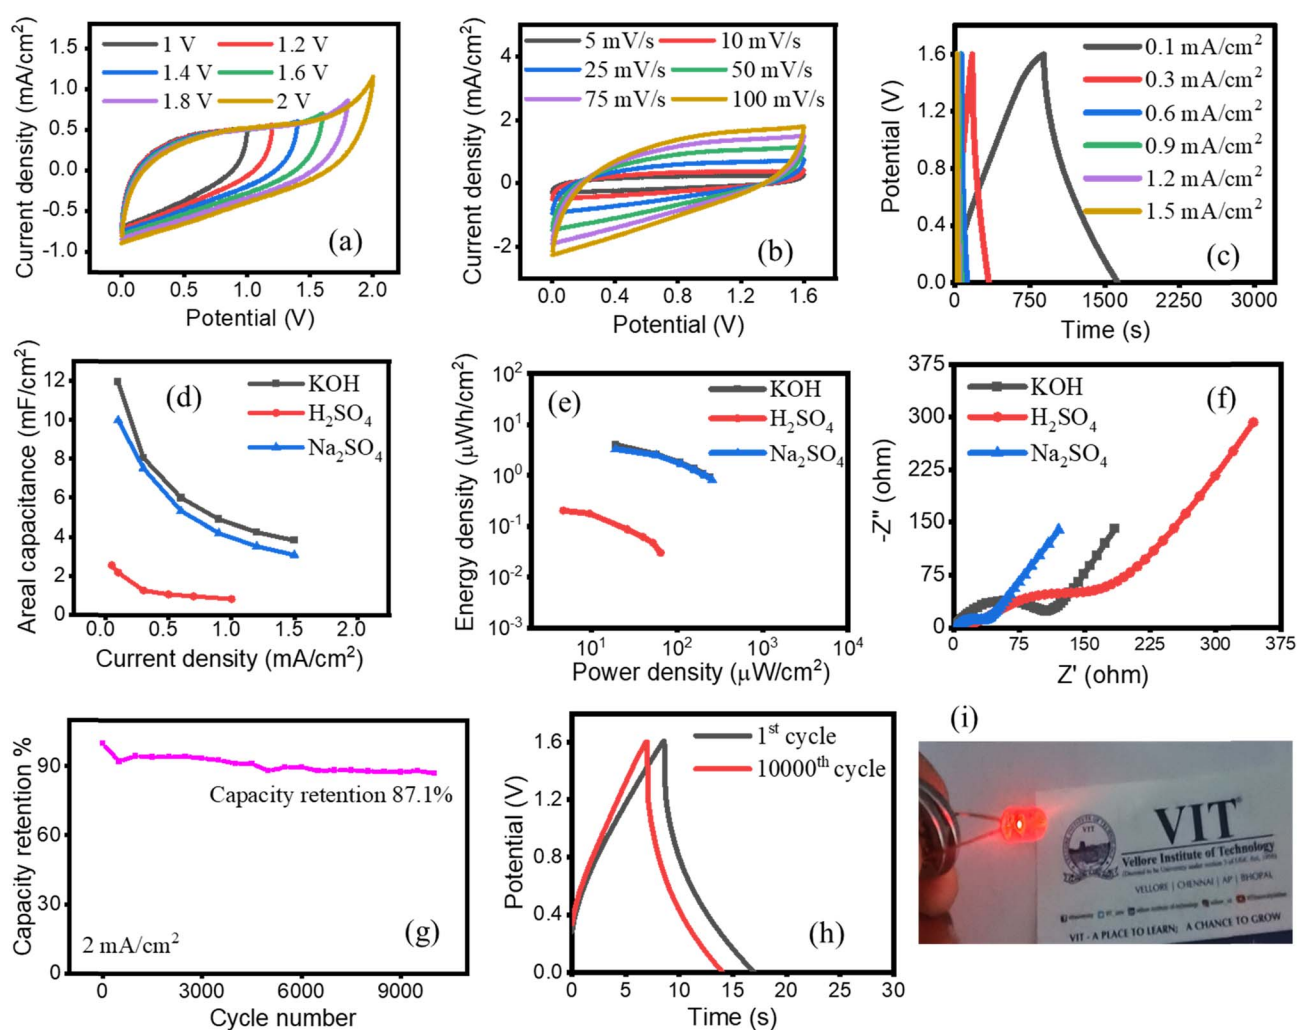 1 V 1.2 V
1.4 V 1.6 V
1.8 V 2 V
Current density (mA/cm²)
1.5
1.0
0.5
0.0
-0.5
-1.0
0.0 0.5 1.0 1.5 2.0
Potential (V)
(a)
5 mV/s 10 mV/s
25 mV/s 50 mV/s
75 mV/s 100 mV/s
Current density (mA/cm²)
4
2
0
-2
0.0 0.4 0.8 1.2 1.6
Potential (V)
(b)
0.1 mA/cm²
0.3 mA/cm²
0.6 mA/cm²
0.9 mA/cm²
1.2 mA/cm²
1.5 mA/cm²
Potential (V)
1.6
1.2
0.8
0.4
0.0
0 750 1500 2250 3000
Time (s)
(c)
(d)
KOH
H₂SO₄
Na₂SO₄
Areal capacitance (mF/cm²)
12
10
8
6
4
2
0
0.0 0.5 1.0 1.5 2.0
Current density (mA/cm²)
(e)
KOH
H₂SO₄
Na₂SO₄
Energy density (μWh/cm²)
10²
10¹
10⁰
10⁻¹
10⁻²
10⁻³
10¹ 10² 10³ 10⁴
Power density (μW/cm²)
(f)
KOH
H₂SO₄
Na₂SO₄
-Z" (ohm)
375
300
225
150
75
0
0 75 150 225 300 375
Z' (ohm)
Capacity retention %
90
60
30
0
Capacity retention 87.1%
2 mA/cm²
(g)
0 3000 6000 9000
Cycle number
1ˢᵗ cycle
10000ᵗʰ cycle
Potential (V)
1.6
1.2
0.8
0.4
0.0
(h)
0 5 10 15 20 25 30
Time (s)
(i)
VIT
VIT
Vellore Institute of Technology
VELLORE | CHENNAI | AP | BHOPAL
VIT - A PLACE TO LEARN; A CHANCE TO GROW